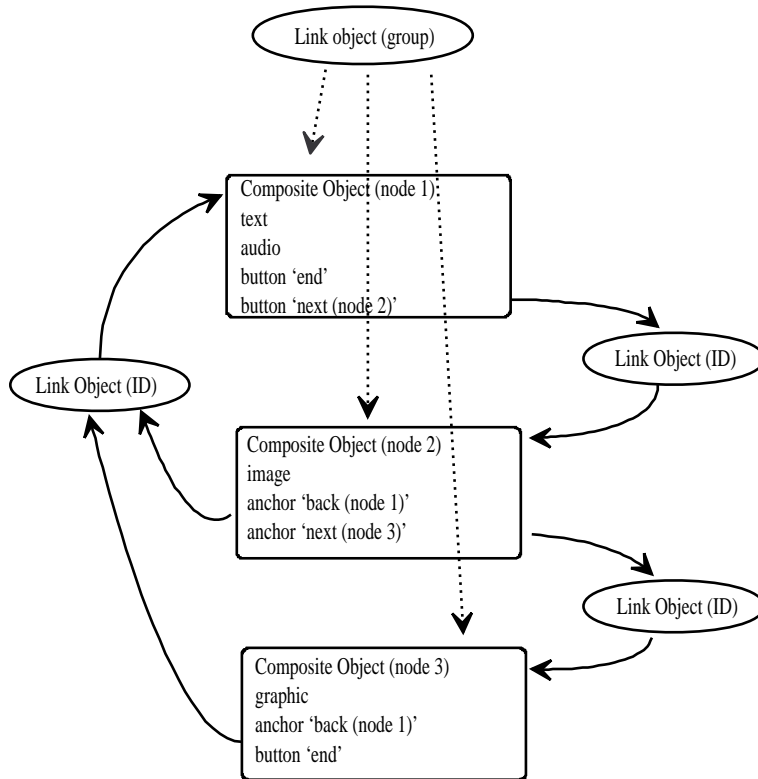 Link object (group)
Composite Object (node 1)
text
audio
button ‘end’
button ‘next (node 2)’
Link Object (ID)
Link Object (ID)
Composite Object (node 2)
image
anchor ‘back (node 1)’
anchor ‘next (node 3)’
Link Object (ID)
Composite Object (node 3)
graphic
anchor ‘back (node 1)’
button ‘end’